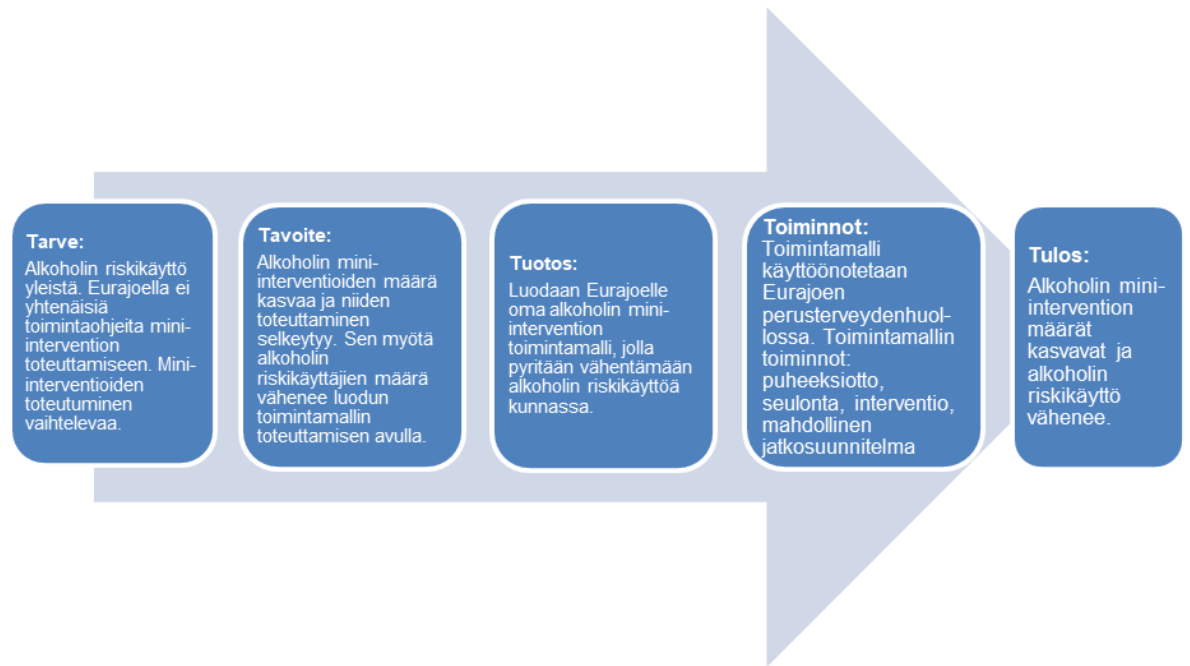 Tarve:
Alkoholin riskikäyttö
yleistä. Eurajoella ei
yhtenäisiä
toimintaohjeita mini-
intervention
toteuttamiseen. Mini-
interventioiden
toteutuminen
vaihtelevaa.
Tavoite:
Alkoholin mini-
interventioiden määrä
kasvaa ja niiden
toteuttaminen
selkeytyy. Sen myötä
alkoholin
riskikäyttäjien määrä
vähenee luodun
toimintamallin
toteuttamisen avulla.
Tuotos:
Luodaan Eurajoelle
oma alkoholin mini-
intervention
toimintamalli, jolla
pyritään vähentämään
alkoholin riskikäyttöä
kunnassa.
Toiminnot:
Toimintamalli
käyttöönotetaan
Eurajoen
perusterveydenhuol-
lossa. Toimintamallin
toiminnot:
puheeksiotto,
seulonta, interventio,
mahdollinen
jatkosuunnitelma
Tulos:
Alkoholin mini-
intervention
määrät
kasvavat ja
alkoholin
riskikäyttö
vähenee.